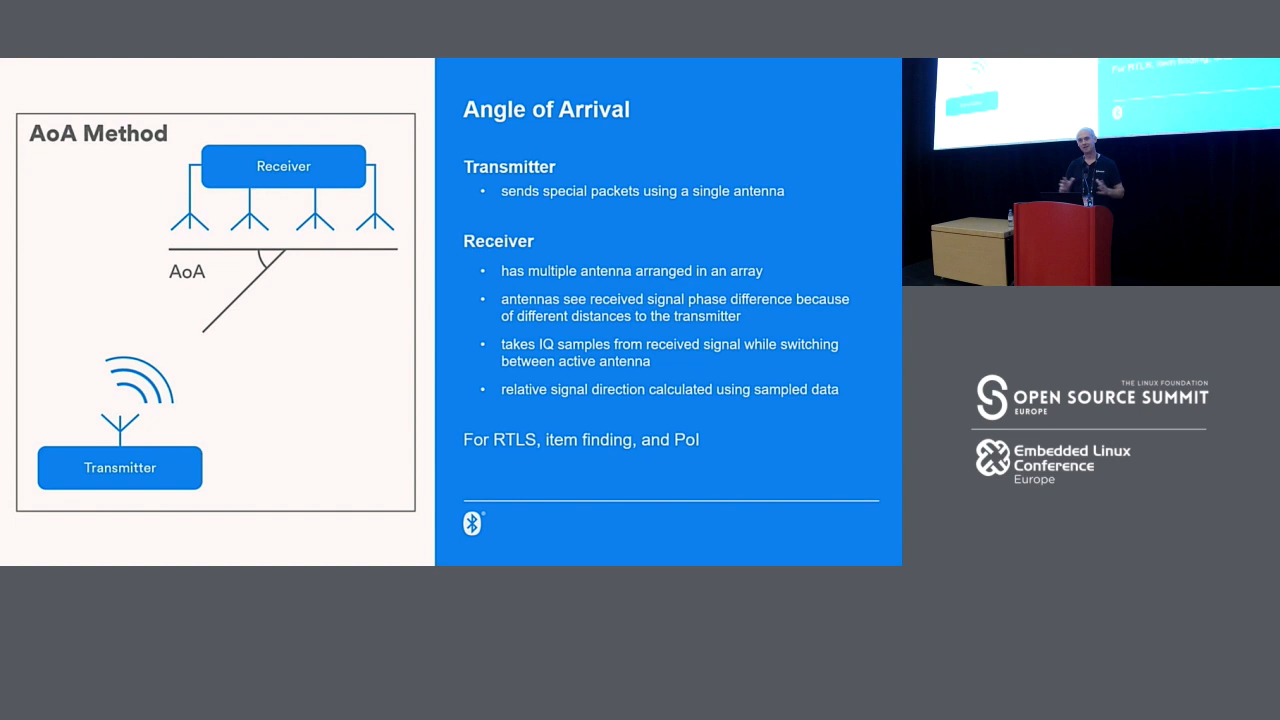 AoA Method
Receiver
AoA
Transmitter
Angle of Arrival
Transmitter
• sends special packets using a single antenna
Receiver
• has multiple antenna arranged in an array
• antennas see received signal phase difference because
of different distances to the transmitter
• takes IQ samples from received signal while switching
between active antenna
• relative signal direction calculated using sampled data
For RTLS, item finding, and PoI
THE LINUX FOUNDATION
OPEN SOURCE SUMMIT
EUROPE
Embedded Linux
Conference
Europe